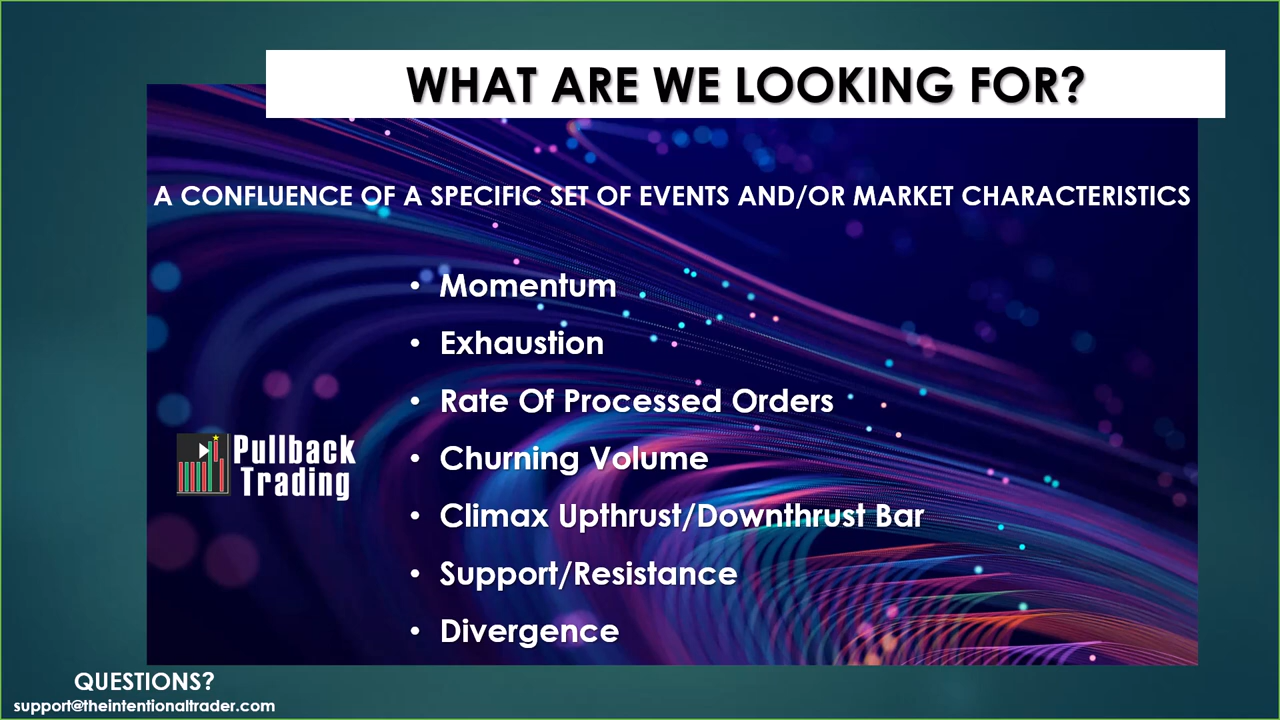 WHAT ARE WE LOOKING FOR?
A CONFLUENCE OF A SPECIFIC SET OF EVENTS AND/OR MARKET CHARACTERISTICS
• Momentum
• Exhaustion
• Rate Of Processed Orders
• Churning Volume
• Climax Upthrust/Downthrust Bar
• Support/Resistance
• Divergence
Pullback
Trading
QUESTIONS?
support@theintentionaltrader.com